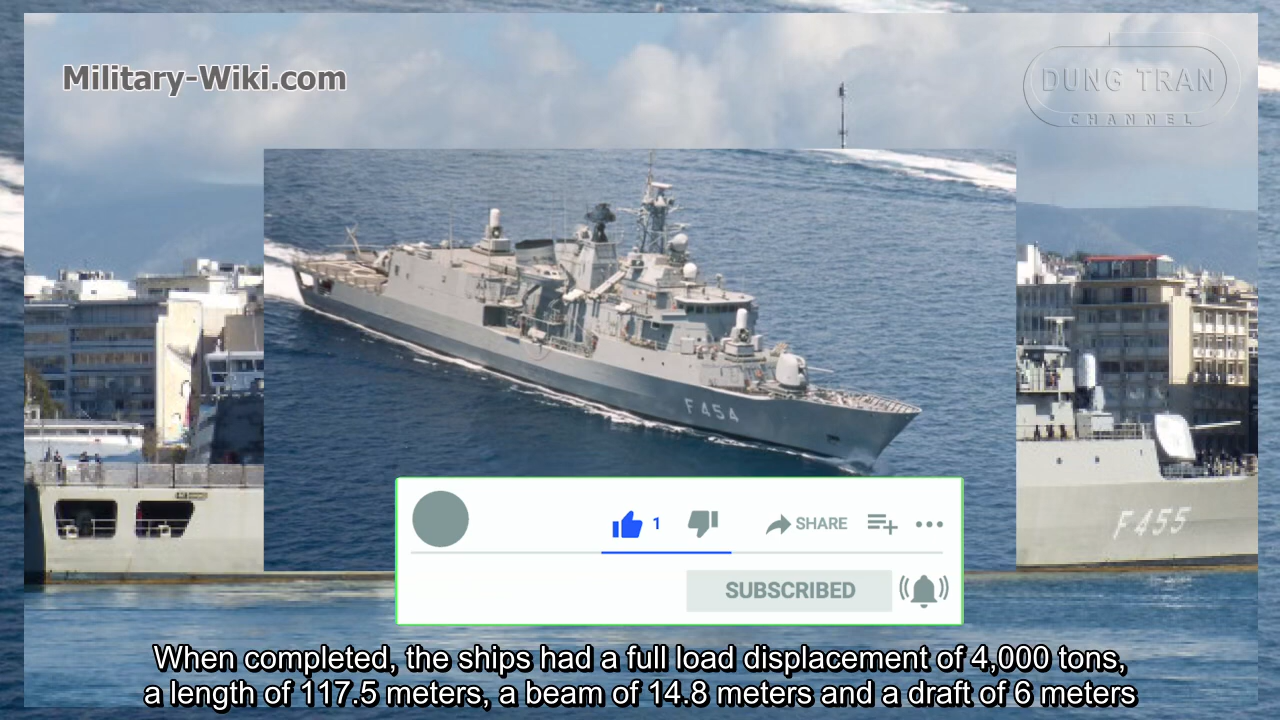 Military-Wiki.com
DUNG TRAN
CHANNEL
F454
F455
1
SHARE
SUBSCRIBED
When completed, the ships had a full load displacement of 4,000 tons,
a length of 117.5 meters, a beam of 14.8 meters and a draft of 6 meters